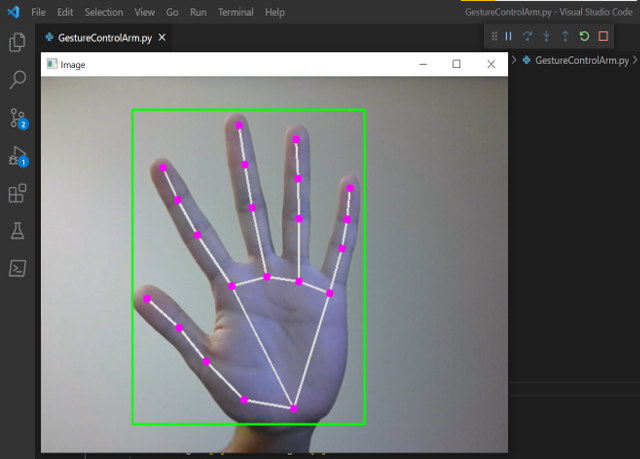 File Edit Selection View Go Run Terminal Help GestureControlArm.py - Visual Studio Code
GestureControlArm.py
Image
GestureControlArm.py
2
1